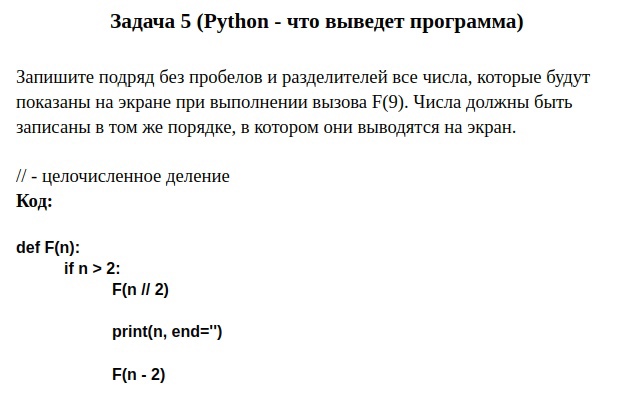 Задача 5 (Python - что выведет программа)
Запишите подряд без пробелов и разделителей все числа, которые будут
показаны на экране при выполнении вызова F(9). Числа должны быть
записаны в том же порядке, в котором они выводятся на экран.
// - целочисленное деление
Код:
def F(n):
if n > 2:
F(n // 2)
print(n, end='')
F(n - 2)